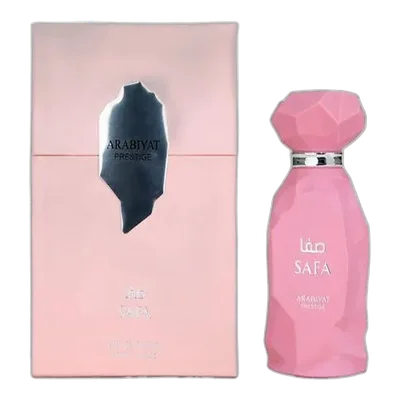 ARABIYAT
PRESTIGE
صفا
SAFA
صفا
SAFA
ARABIYAT
PRESTIGE